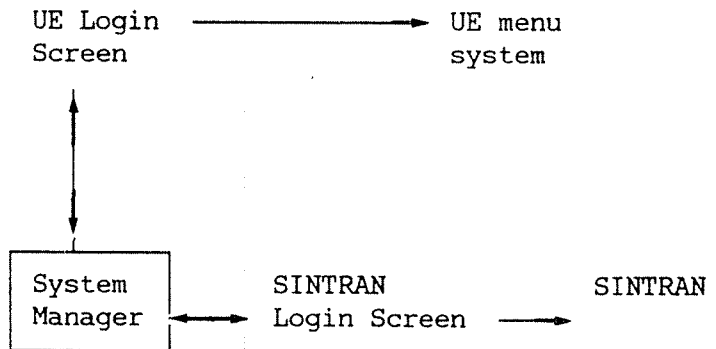 UE Login
Screen
UE menu
system
System
Manager
SINTRAN
Login Screen
SINTRAN